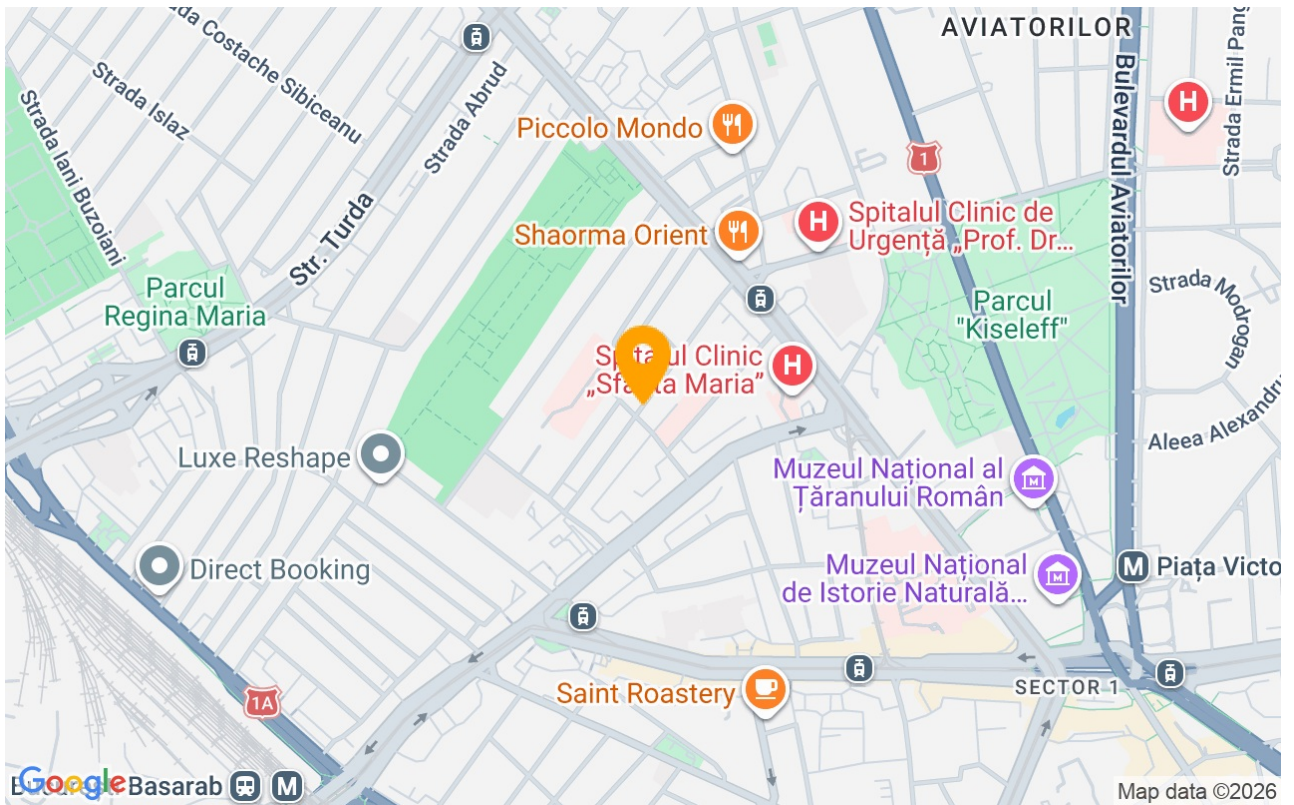 AVIATORILOR
Strada Costache Sibiceanu
Strada Islaz
Strada Iani Buzoiani
Strada Abrud
Str. Turda
Bulevardul Aviatorilor
Strada Ermil Pang
H
1
Piccolo Mondo
Shaorma Orient
H
Spitalul Clinic de
Urgență „Prof. Dr...
Strada Modrogan
Parcul
Regina Maria
Parcul
"Kiseleff"
Spitalul Clinic
„Sfânta Maria”
H
Aleea Alexandru
Luxe Reshape
Muzeul Național al
Țăranului Român
Direct Booking
Muzeul Național
de Istorie Naturală...
M Piața Victo
Saint Roastery
SECTOR 1
1A
Google
Basarab
M
Map data ©2026